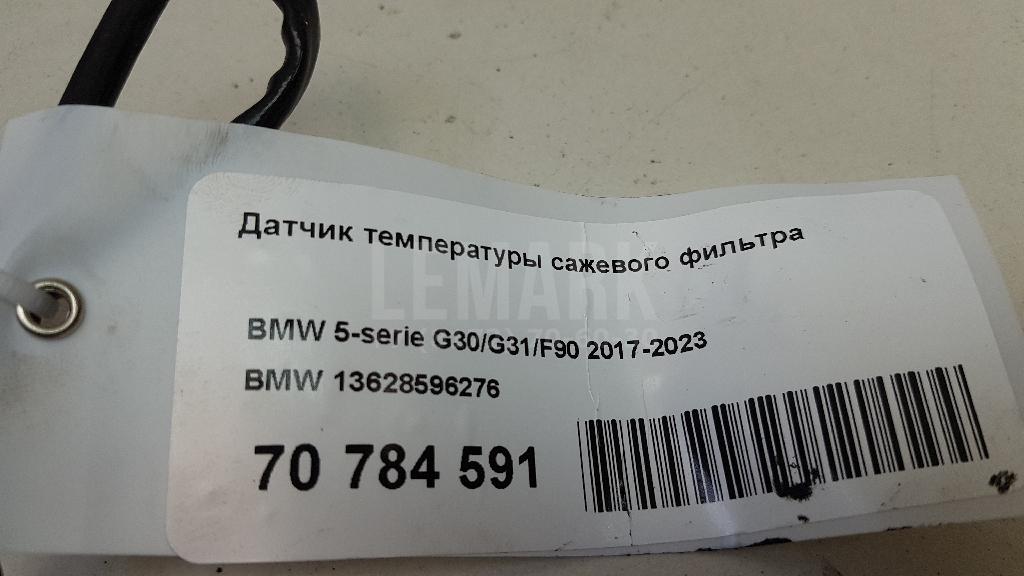 Датчик температуры сажевого фильтра
LEMARK
BMW 5-serie G30/G31/F90 2017-2023
BMW 13628596276
70 784 591